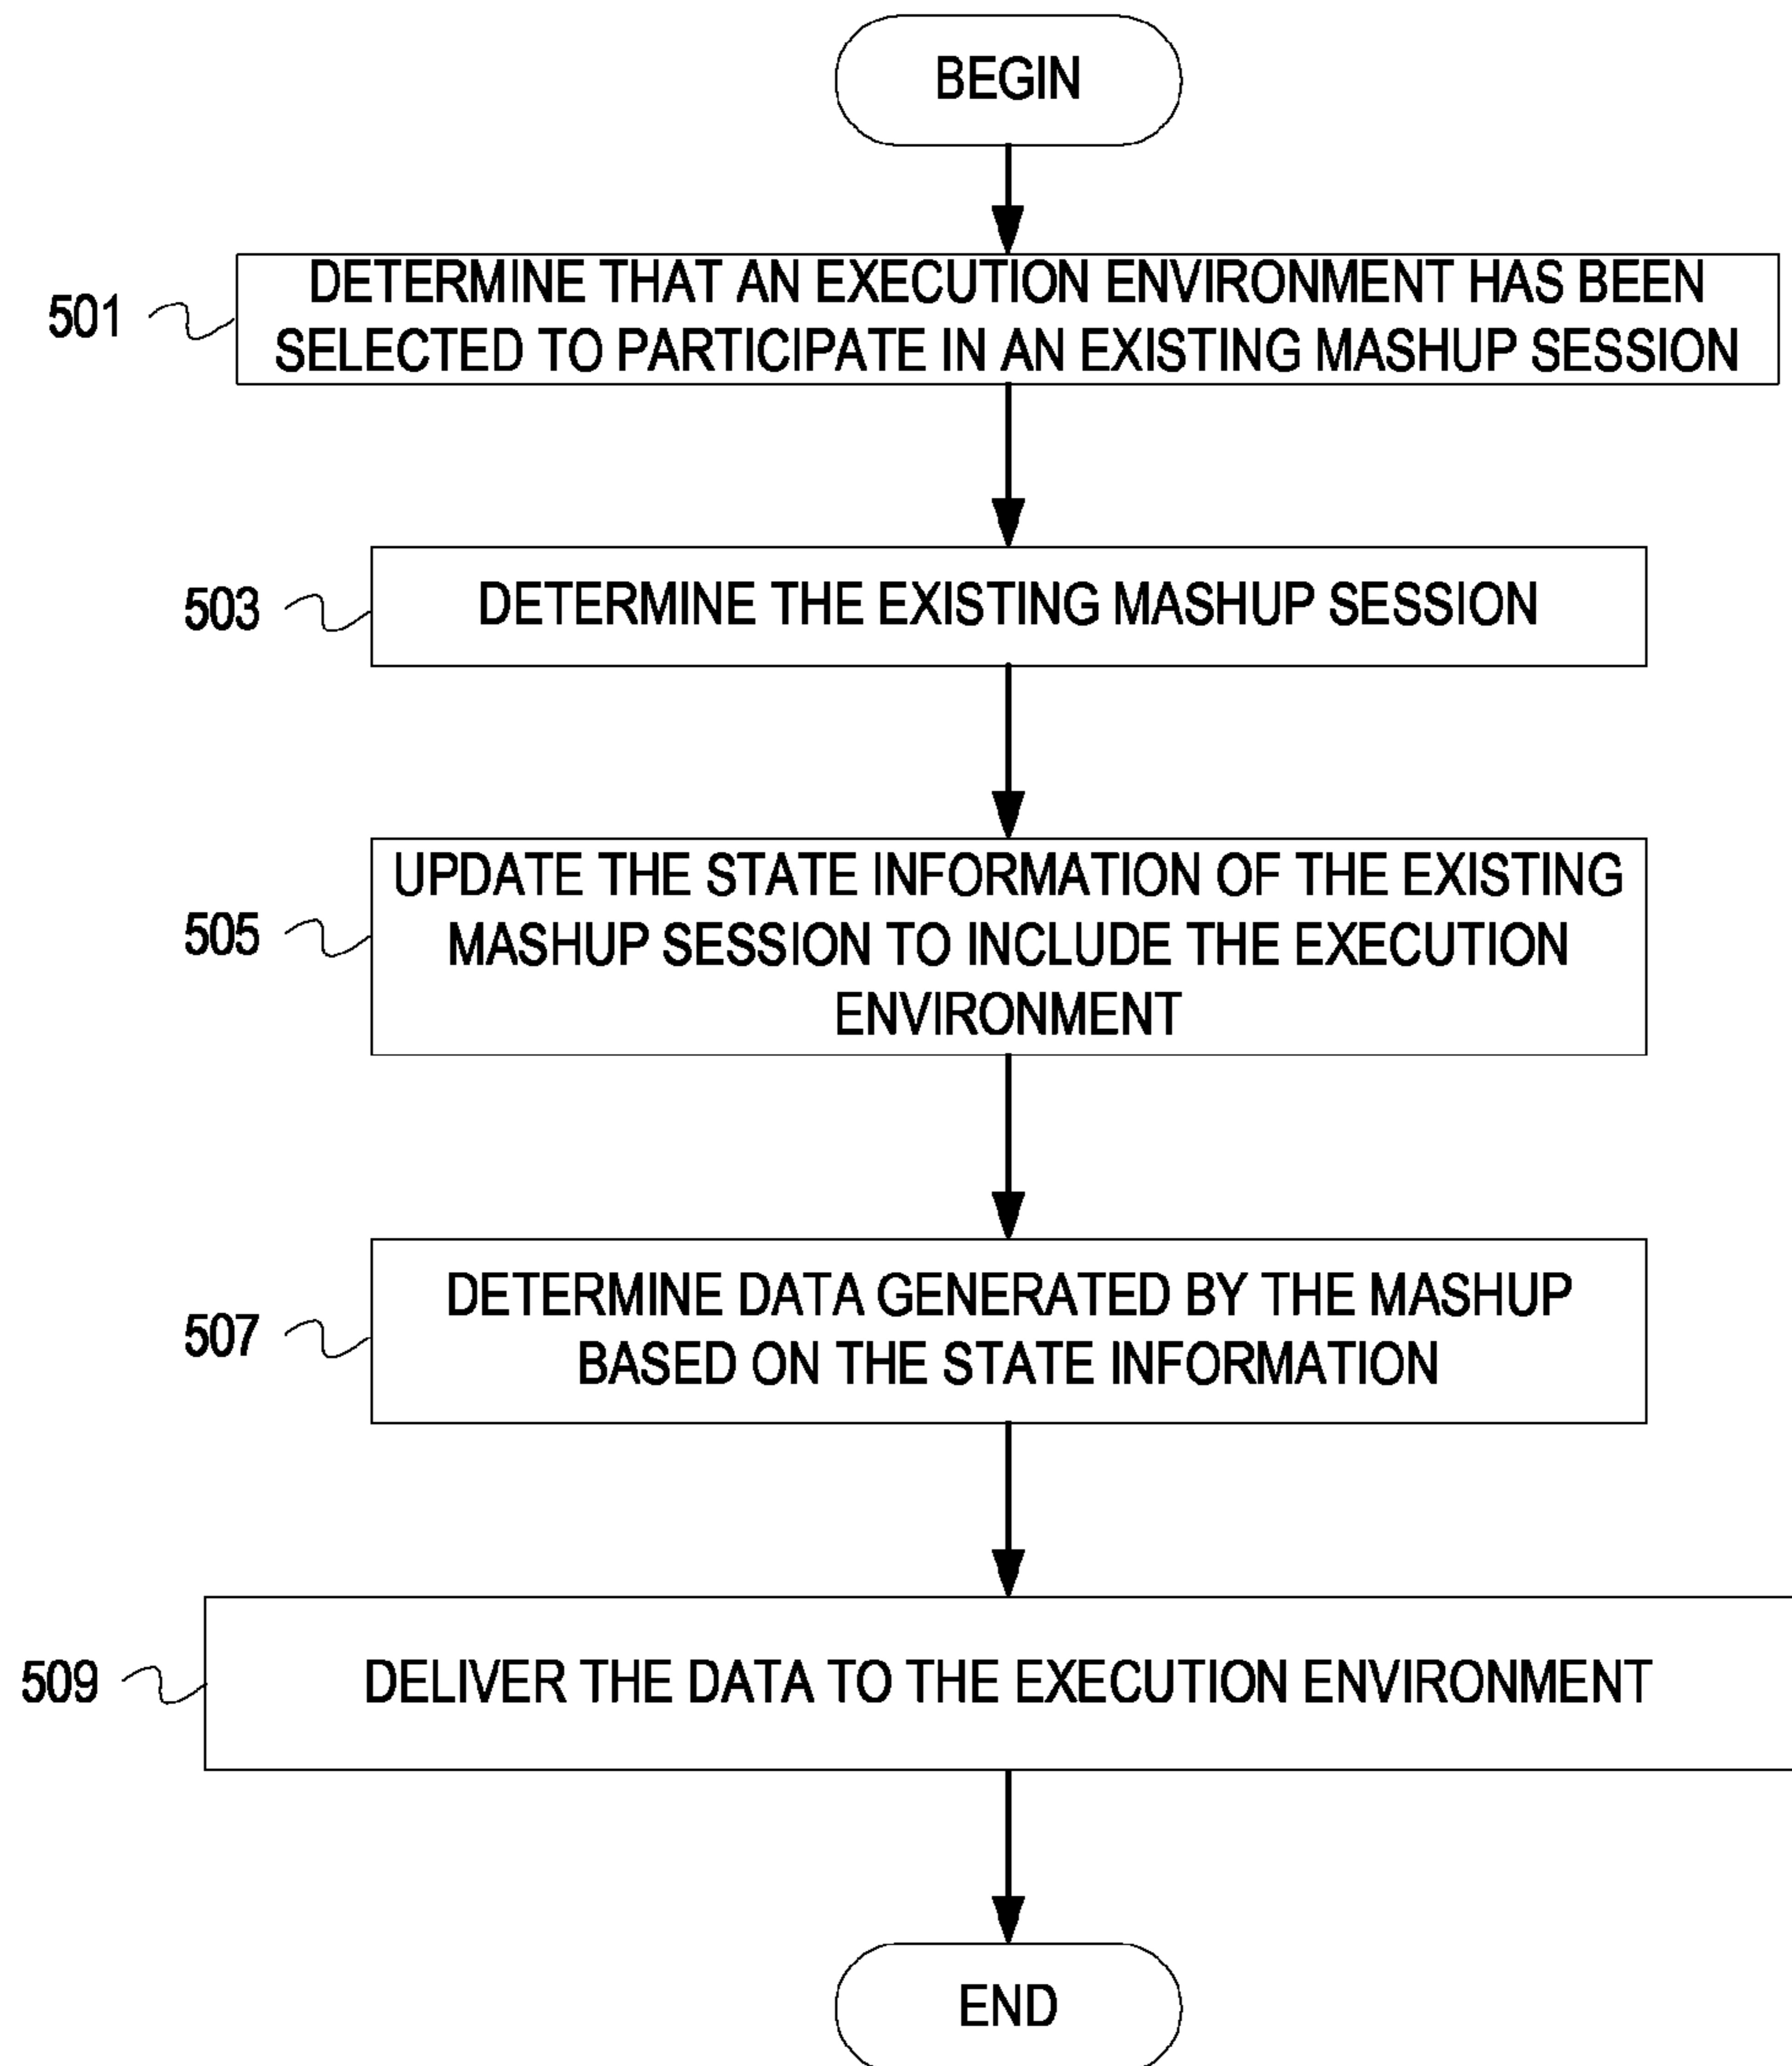 BEGIN
501
DETERMINE THAT AN EXECUTION ENVIRONMENT HAS BEEN
SELECTED TO PARTICIPATE IN AN EXISTING MASHUP SESSION
503
DETERMINE THE EXISTING MASHUP SESSION
505
UPDATE THE STATE INFORMATION OF THE EXISTING
MASHUP SESSION TO INCLUDE THE EXECUTION
ENVIRONMENT
507
DETERMINE DATA GENERATED BY THE MASHUP
BASED ON THE STATE INFORMATION
509
DELIVER THE DATA TO THE EXECUTION ENVIRONMENT
END